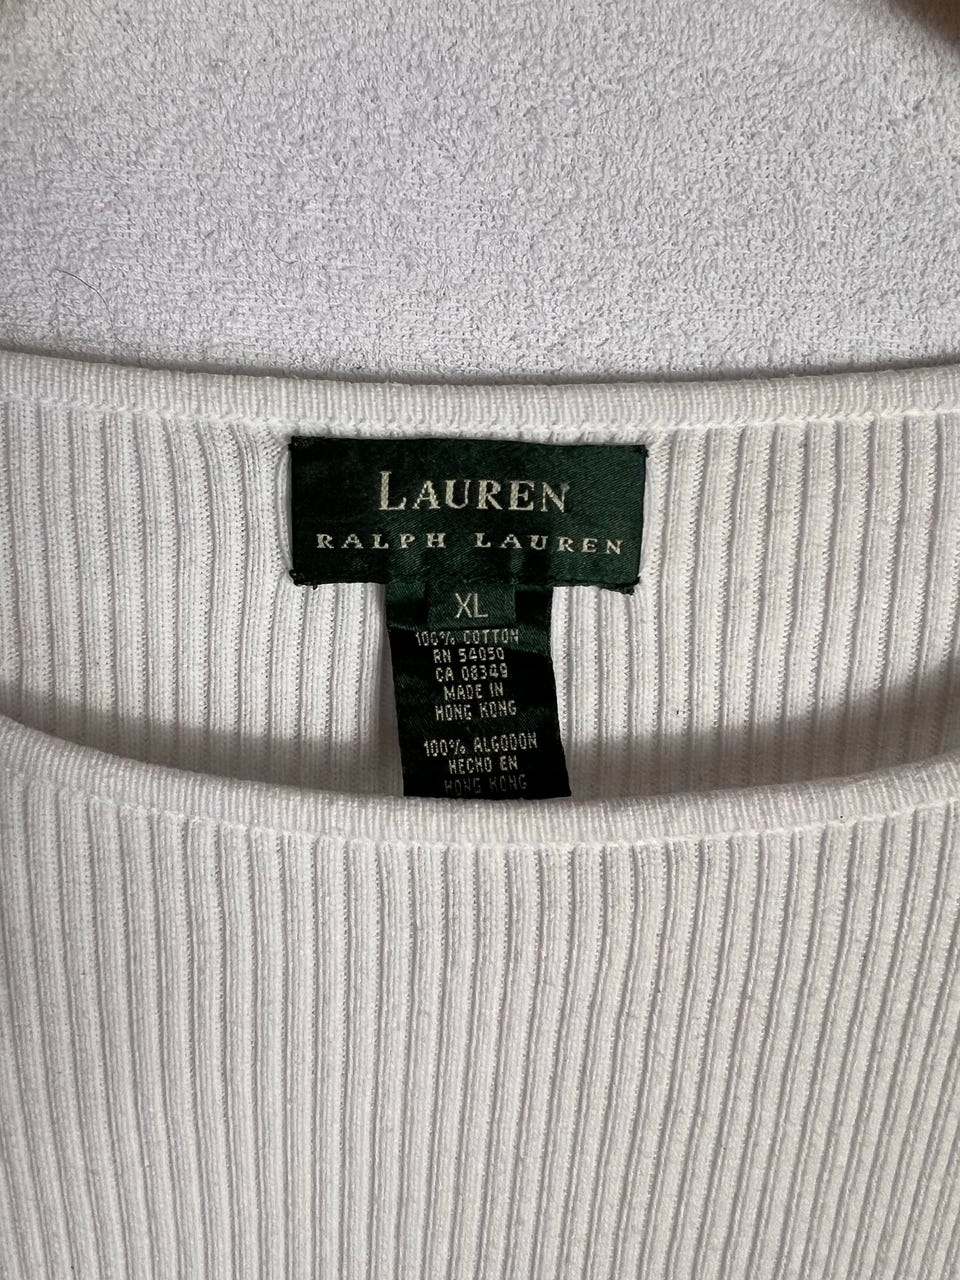 LAUREN
RALPH LAUREN
XL
100% COTTON
RN 54050
CA 08349
MADE IN
HONG KONG
100% ALGODON
HECHO EN
HONG KONG